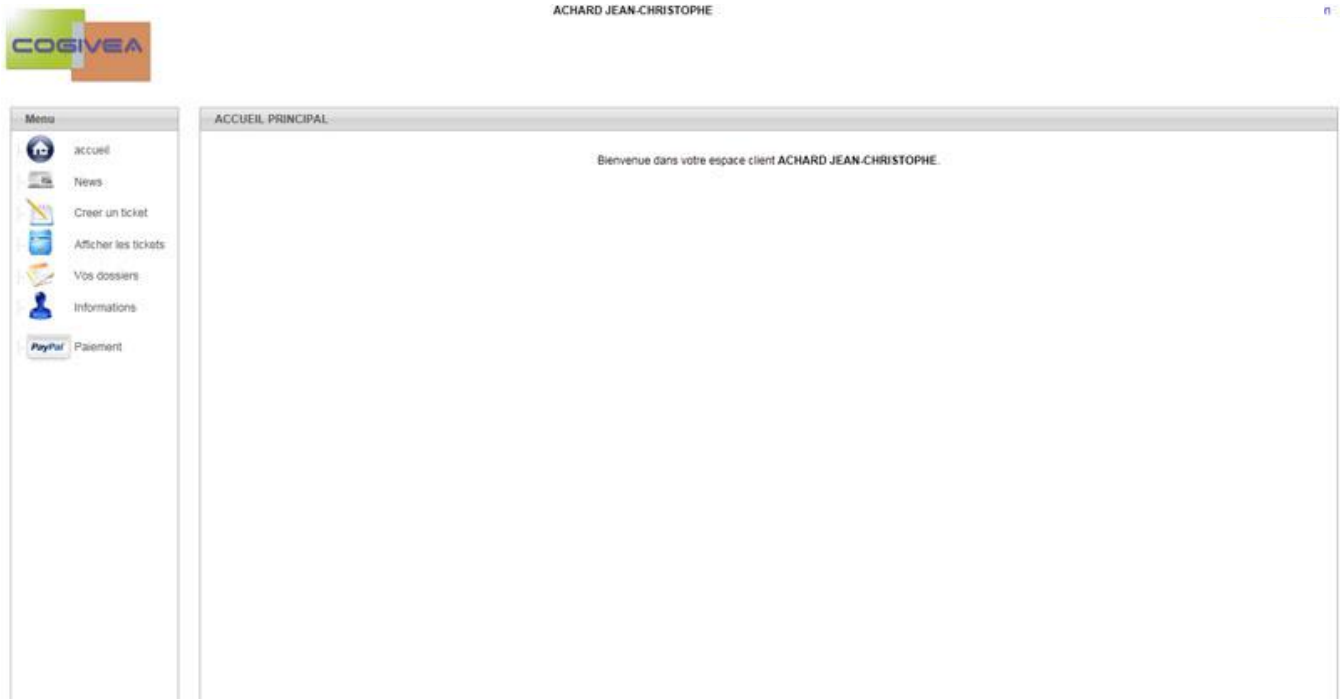 ACHARD JEAN-CHRISTOPHE
n
COGIVEA
Menu
accueil
News
Creer un ticket
Afficher les tickets
Vos dossiers
Informations
PayPal Paiement
ACCUEIL PRINCIPAL
Bienvenue dans votre espace client ACHARD JEAN-CHRISTOPHE.